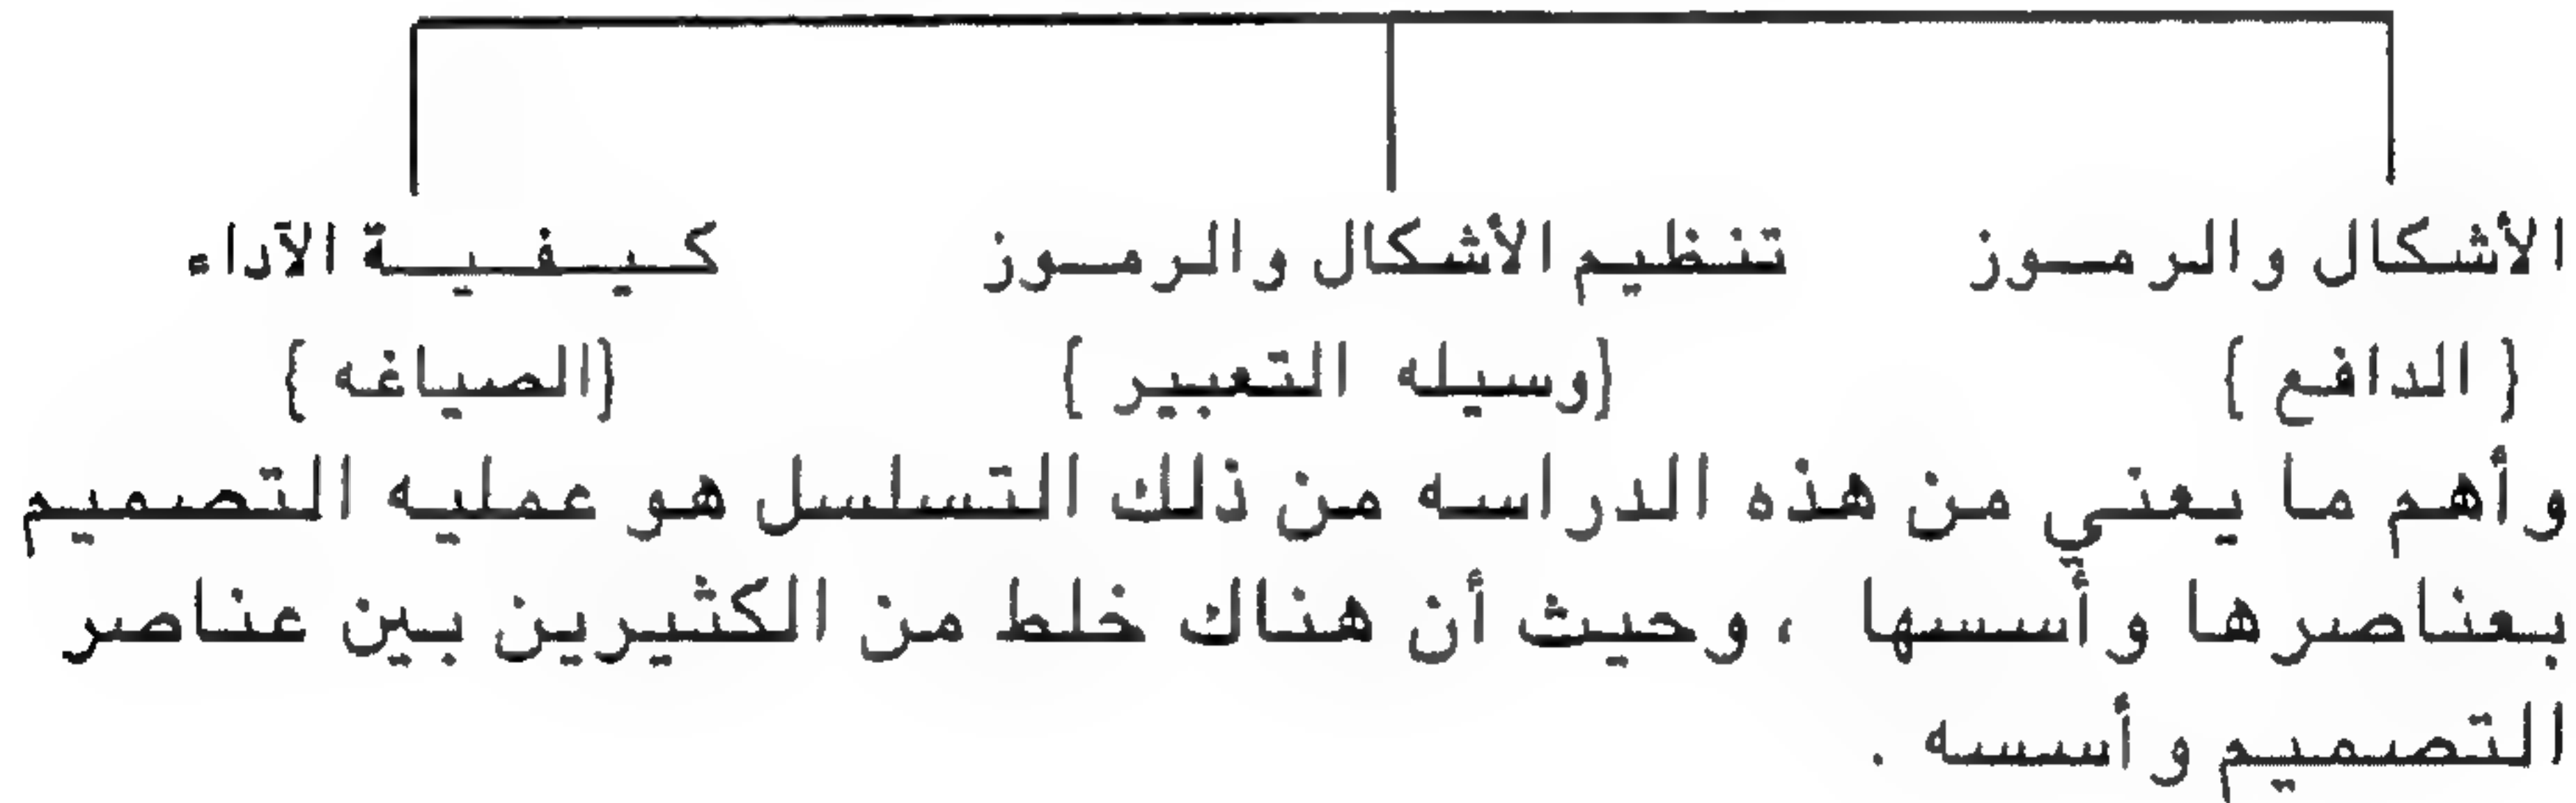 الأشكال والرموز تنظيم الأشكال والرموز كيفية الآداء
{ الدافع } {وسيله التعبير } {الصياغه }
وأهم ما يعني من هذه الدراسه من ذلك التسلسل هو عمليه التصميم
بعناصرها وأسسها ، وحيث أن هناك خلط من الكثيرين بين عناصر
التصميم وأسسه .